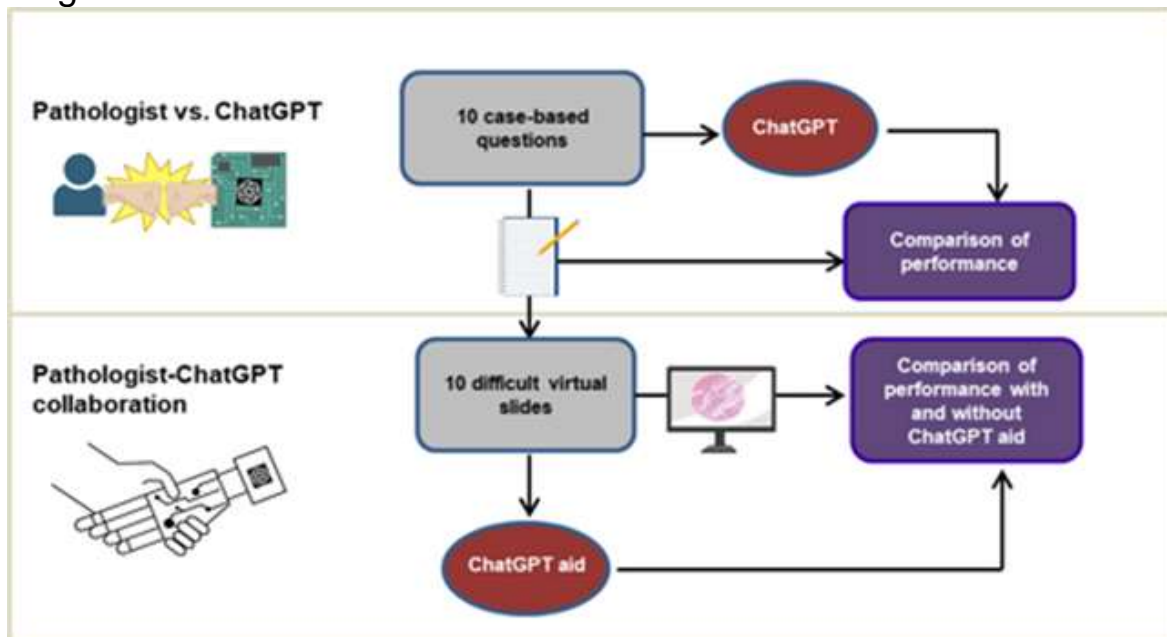 Pathologist vs. ChatGPT
10 case-based
questions
ChatGPT
Comparison of
performance
Pathologist-ChatGPT
collaboration
10 difficult virtual
slides
Comparison of
performance with
and without
ChatGPT aid
ChatGPT aid